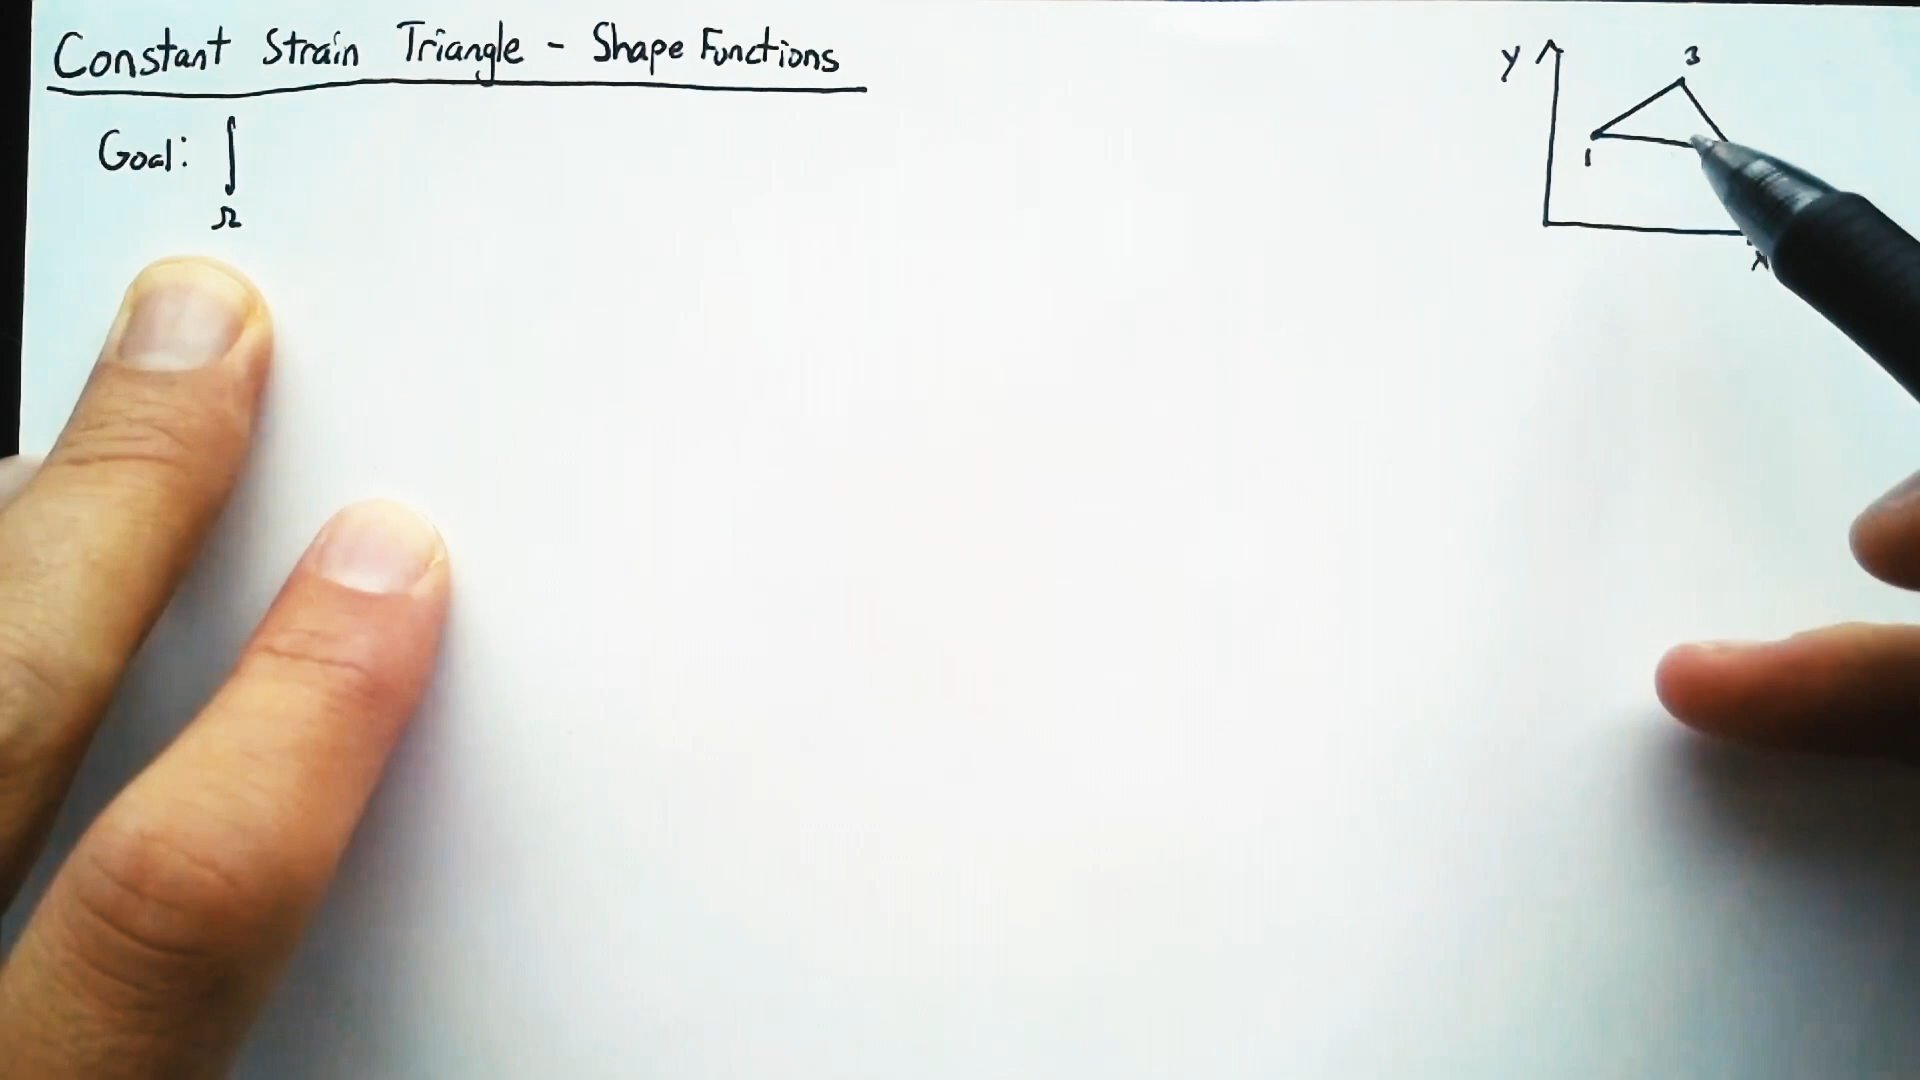 Constant Strain Triangle - Shape Functions
Goal: ∫
Ω
y
3
1
x